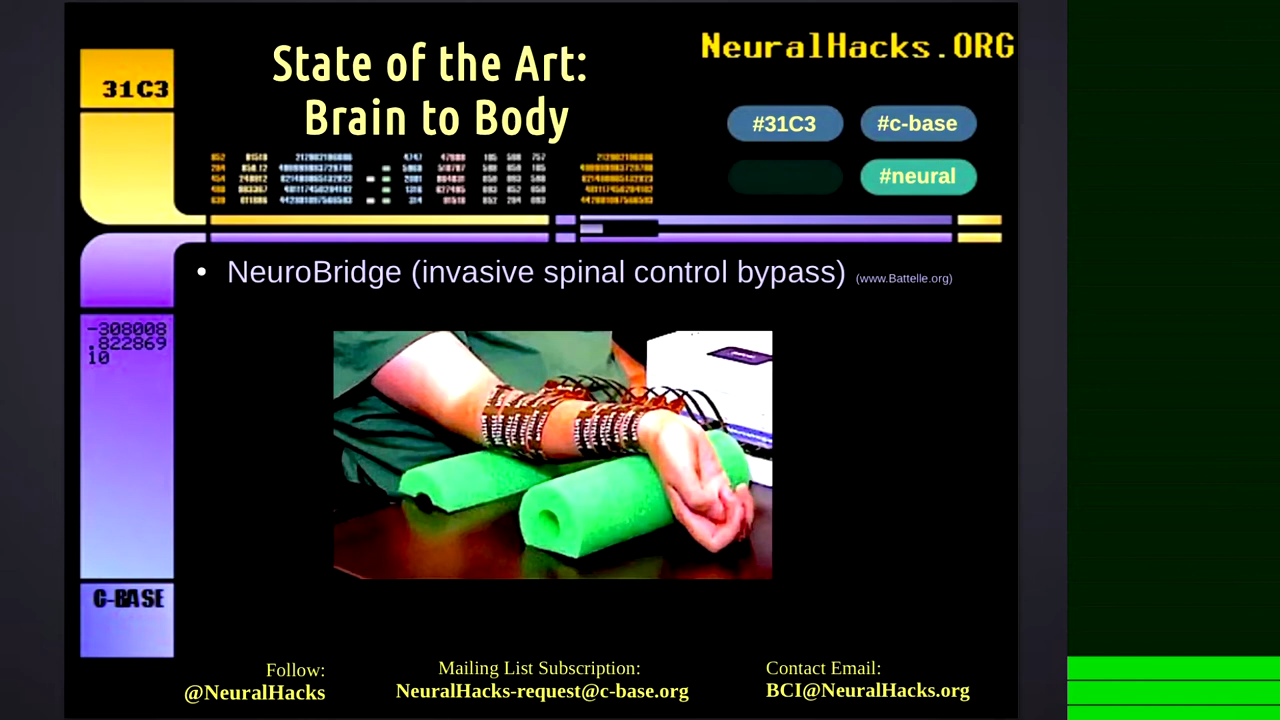 State of the Art:
Brain to Body
NeuralHacks.ORG
31C3
#31C3
#c-base
#neural
• NeuroBridge (invasive spinal control bypass) (www.Battelle.org)
-308008
.822869
10
C-BASE
Follow:
@NeuralHacks
Mailing List Subscription:
NeuralHacks-request@c-base.org
Contact Email:
BCI@NeuralHacks.org